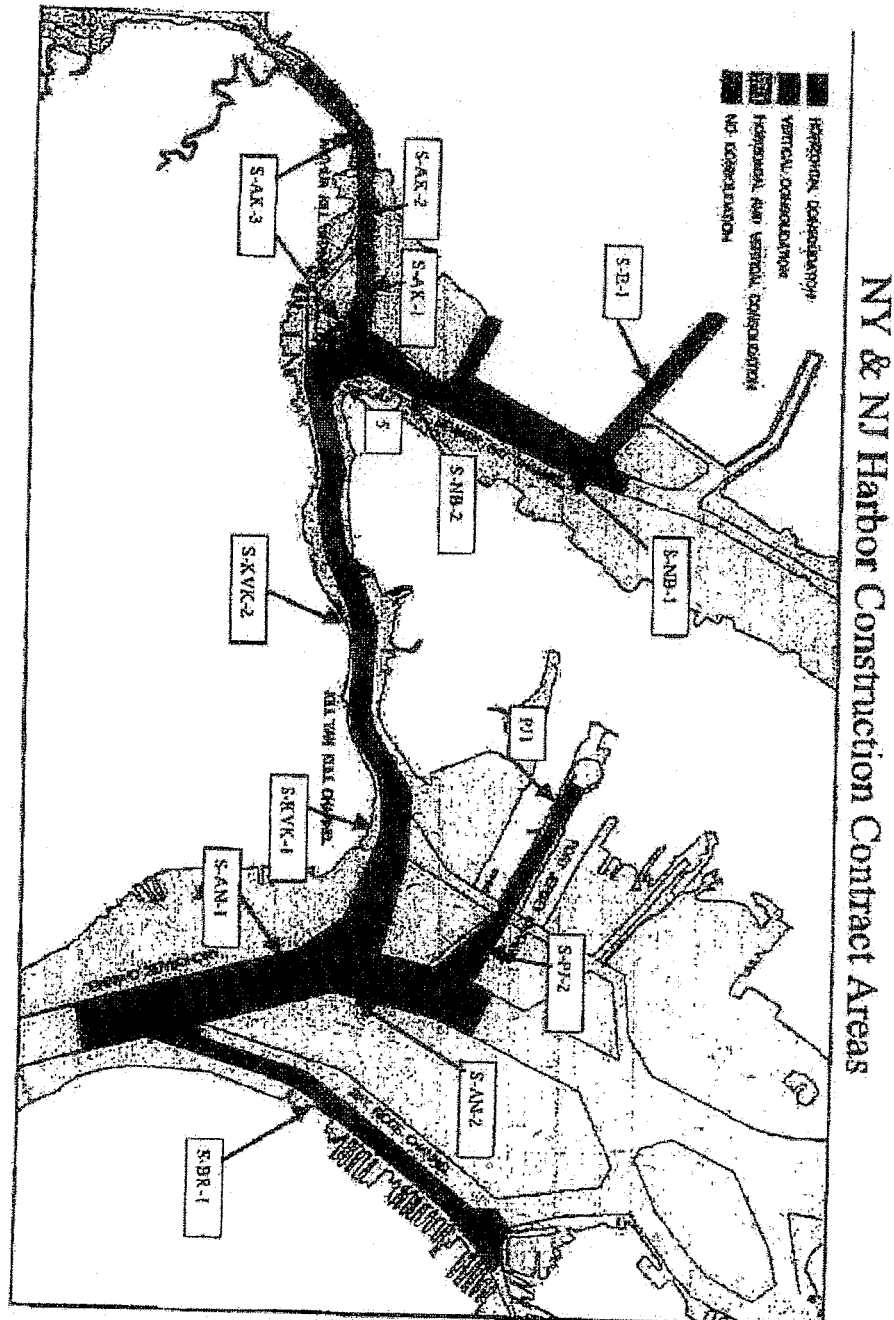 NY & NJ Harbor Construction Contract Areas
HORIZONTAL CONSOLIDATION
VERTICAL CONSOLIDATION
HORIZONTAL AND VERTICAL CONSOLIDATION
NO CONSOLIDATION
S-E-1
S-AK-2
S-AK-1
S-AK-3
S-NB-1
S-NB-2
5
S-KVK-2
KILL VAN KULL CHANNEL
S-KVK-1
PJ1
S-PJ-2
S-AN-1
S-AN-2
S-BR-1
BAY RIDGE CHANNEL